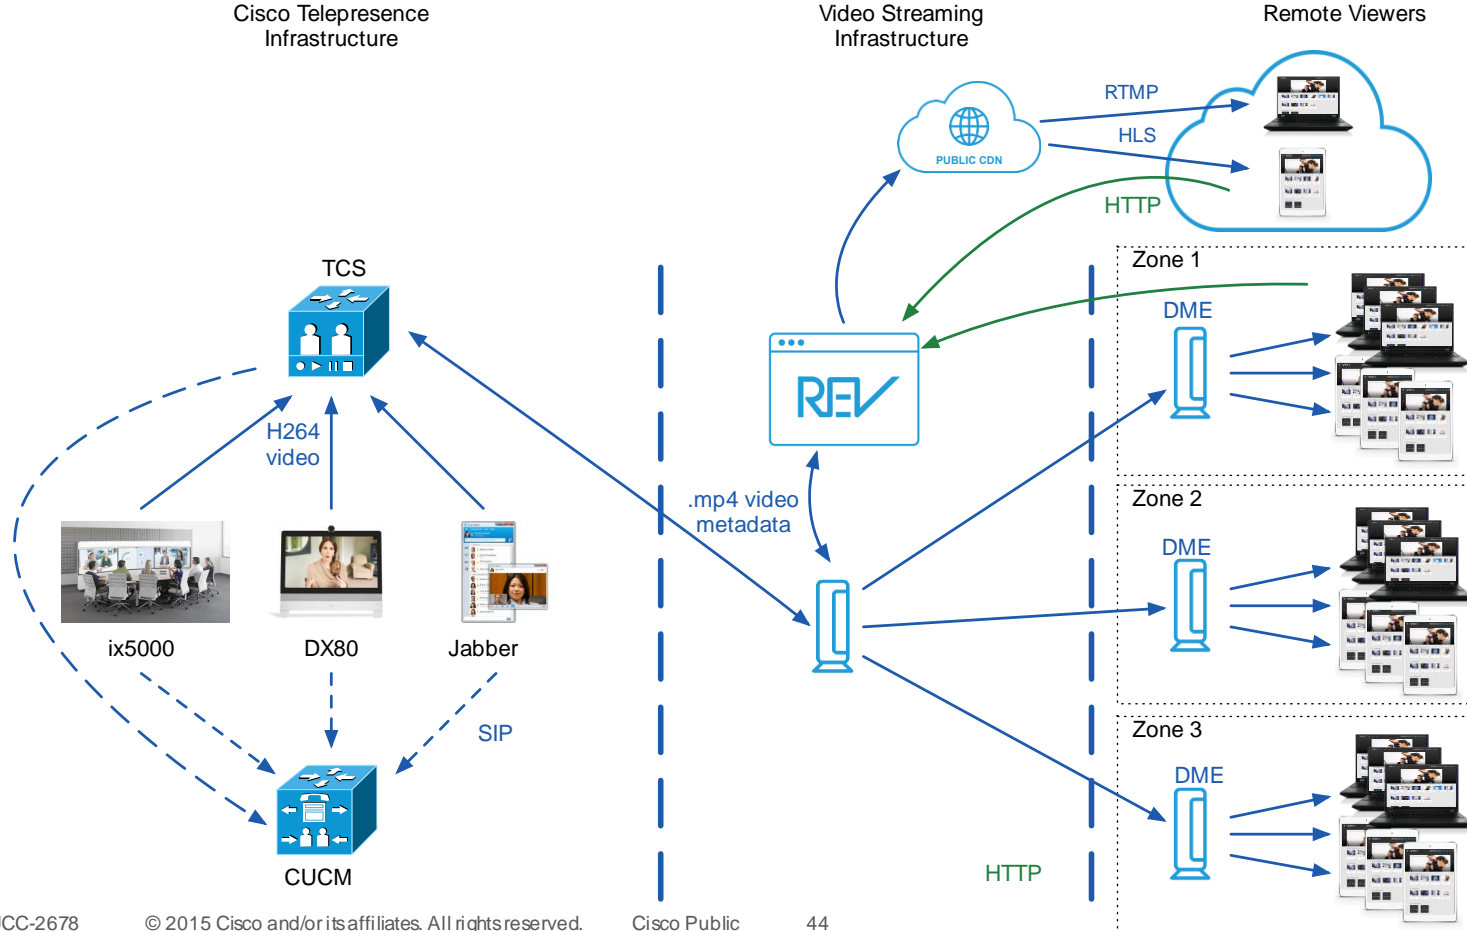 Cisco Telepresence
Infrastructure
Video Streaming
Infrastructure
Remote Viewers
RTMP
HLS
PUBLIC CDN
HTTP
TCS
Zone 1
DME
REV
H264
video
.mp4 video
metadata
Zone 2
DME
ix5000
DX80
Jabber
SIP
Zone 3
DME
CUCM
HTTP
CC-2678
© 2015 Cisco and/or its affiliates. All rights reserved.
Cisco Public
44